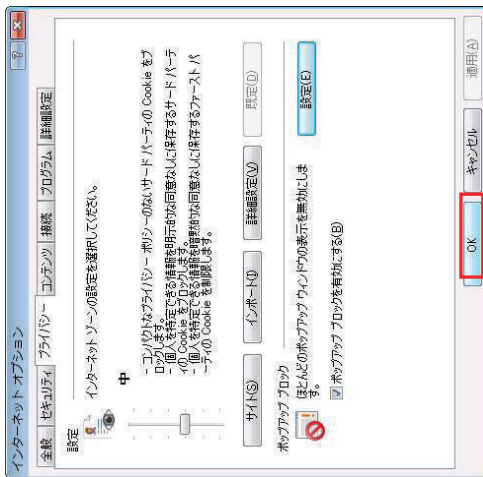 インターネット オプション
全般 セキュリティ プライバシー コンテンツ 接続 プログラム 詳細設定
設定
インターネット ゾーンの設定を選択してください。
中
- コンパクトなプライバシー ポリシーのないサード パーティの Cookie をブ
ロックします。
- 個人を特定できる情報を明示的な同意なしに保存するサード パーテ
ィの Cookie をブロックします。
- 個人を特定できる情報を暗黙的な同意なしに保存するファースト パ
ーティの Cookie を制限します。
サイト(S) インポート(I) 詳細設定(V) 既定(D)
ポップアップ ブロック
ほとんどのポップアップ ウィンドウの表示を無効にしま
す。
設定(E)
ポップアップ ブロックを有効にする(B)
OK キャンセル 適用(A)